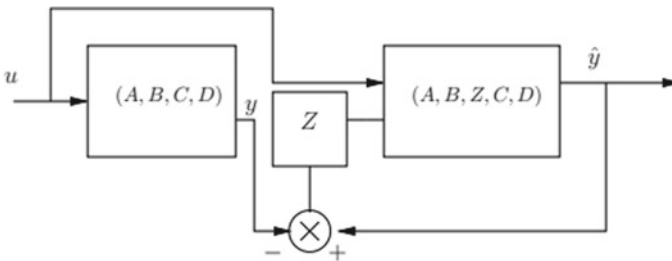 u
(A, B, C, D)
y
Z
(A, B, Z, C, D)
ŷ
− +